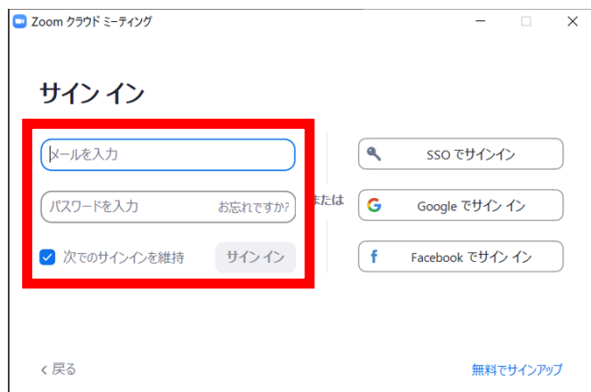 Zoom クラウド ミーティング
サイン イン
メールを入力
パスワードを入力 お忘れですか?
次でのサインインを維持 サイン イン
または
SSO でサインイン
Google でサイン イン
Facebook でサイン イン
戻る
無料でサインアップ